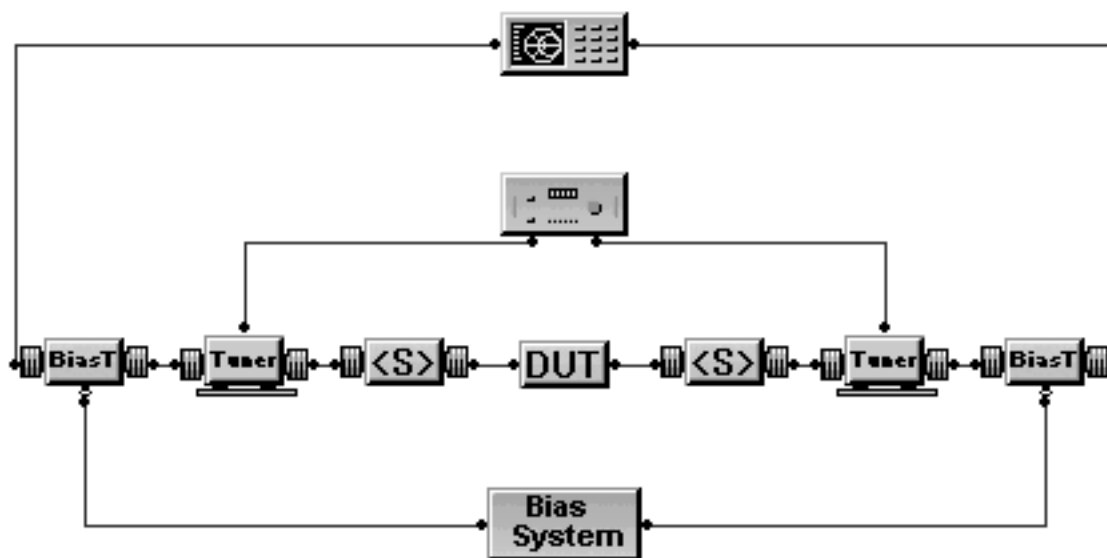 BiasT
Tuner
<S>
DUT
<S>
Tuner
BiasT
Bias
System